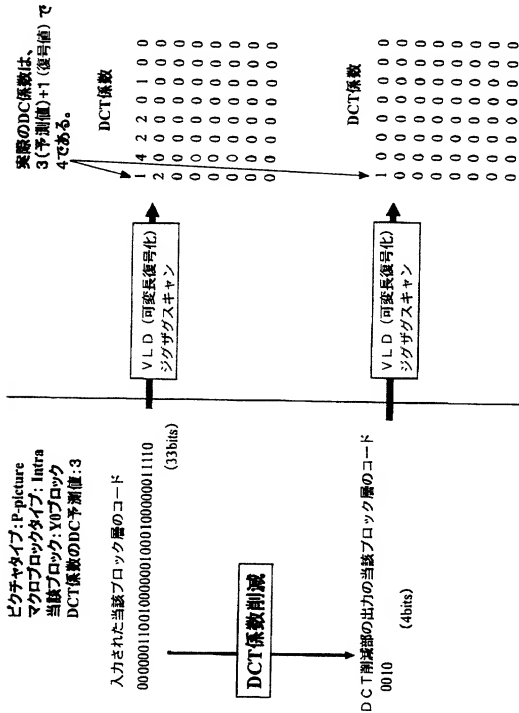 ピクチャタイプ:P-picture
マクロブロックタイプ: Intra
当該ブロック: Y0ブロック
DCT係数のDC予測値:3
入力された当該ブロック層のコード
000000110010000001000100000011110
(33bits)
DCT係数削減
DCT削減部の出力の当該ブロック層のコード
0010
(4bits)
VLD (可変長復号化)
ジグザグスキャン
実際のDC係数は、
3(予測値)+1(復号値)で
4である。
DCT係数
1 4 2 2 0 1 0 0
2 0 0 0 0 0 0 0
0 0 0 0 0 0 0 0
0 0 0 0 0 0 0 0
0 0 0 0 0 0 0 0
0 0 0 0 0 0 0 0
0 0 0 0 0 0 0 0
0 0 0 0 0 0 0 0
VLD (可変長復号化)
ジグザグスキャン
DCT係数
1 0 0 0 0 0 0 0
0 0 0 0 0 0 0 0
0 0 0 0 0 0 0 0
0 0 0 0 0 0 0 0
0 0 0 0 0 0 0 0
0 0 0 0 0 0 0 0
0 0 0 0 0 0 0 0
0 0 0 0 0 0 0 0